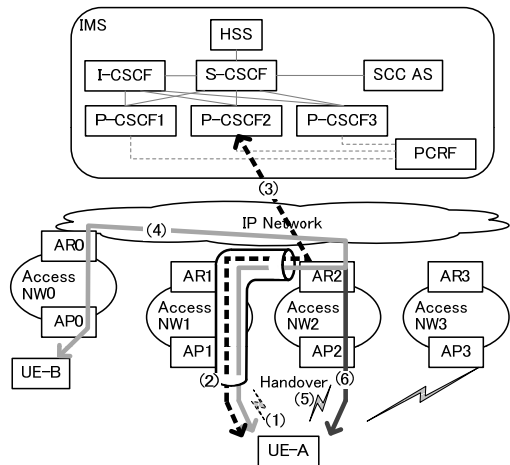 IMS
HSS
I-CSCF
S-CSCF
SCC AS
P-CSCF1
P-CSCF2
P-CSCF3
PCRF
(3)
IP Network
(4)
AR0
AR1
AR2
AR3
Access
NW0
Access
NW1
Access
NW2
Access
NW3
AP0
AP1
AP2
AP3
UE-B
(2)
Handover
(5)
(6)
(1)
UE-A